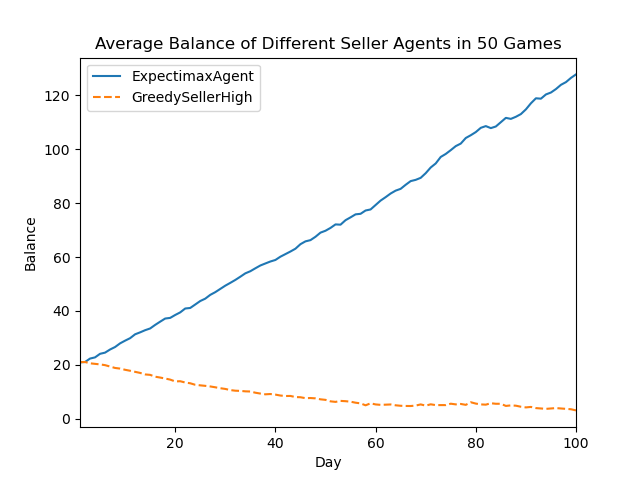 Average Balance of Different Seller Agents in 50 Games
ExpectimaxAgent
GreedySellerHigh
120
100
80
60
40
20
0
Balance
20 40 60 80 100
Day